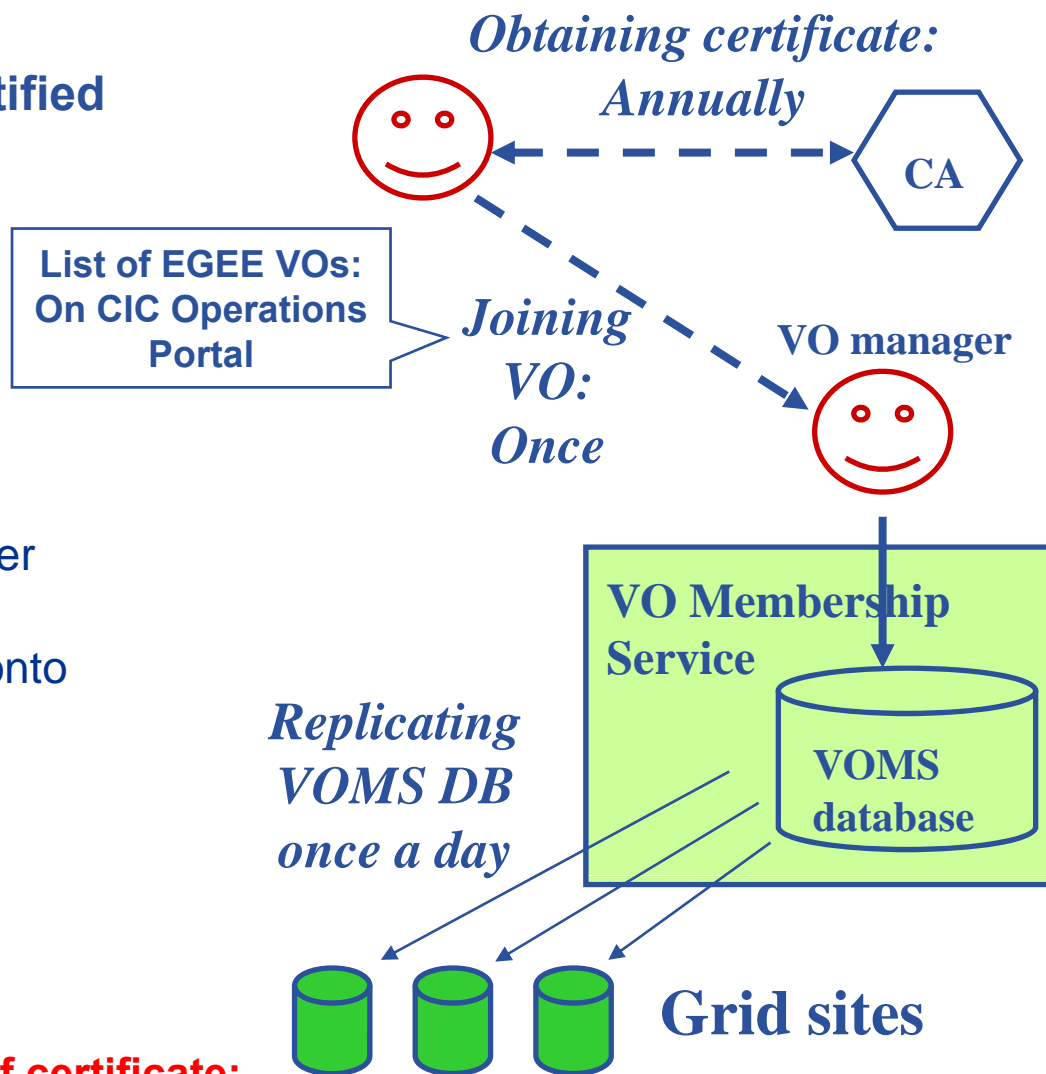 Obtaining certificate:
Annually
tified
CA
List of EGEE VOs:
On CIC Operations
Portal
Joining
VO:
Once
VO manager
er
VO Membership
Service
onto
Replicating
VOMS DB
once a day
VOMS
database
Grid sites
f certificate: